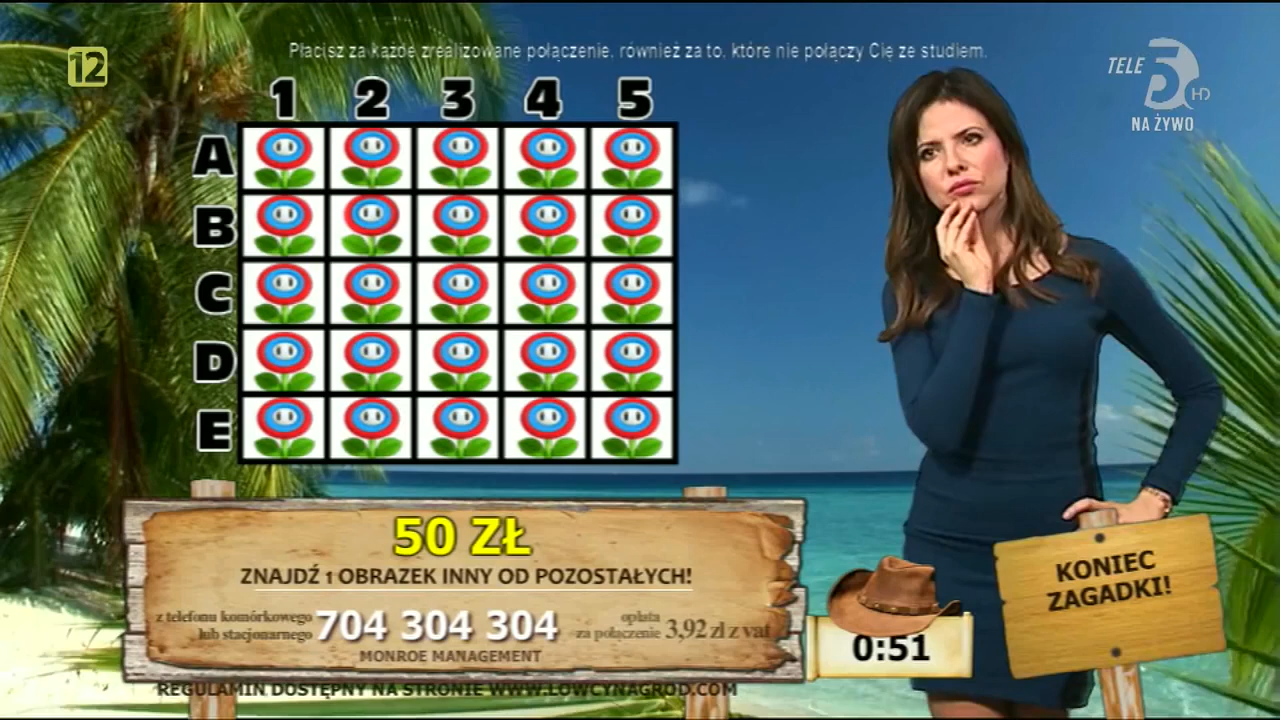 Płacisz za każde zrealizowane połączenie, również za to, które nie połączy Cię ze studiem.
12
TELE 5 HD
NA ŻYWO
1 2 3 4 5
A
B
C
D
E
50 ZŁ
ZNAJDŹ 1 OBRAZEK INNY OD POZOSTAŁYCH!
z telefonu komórkowego
lub stacjonarnego
704 304 304
opłata
za połączenie 3,92 zł z vat
MONROE MANAGEMENT
REGULAMIN DOSTĘPNY NA STRONIE WWW.LOWCYNAGROD.COM
0:51
KONIEC
ZAGADKI!